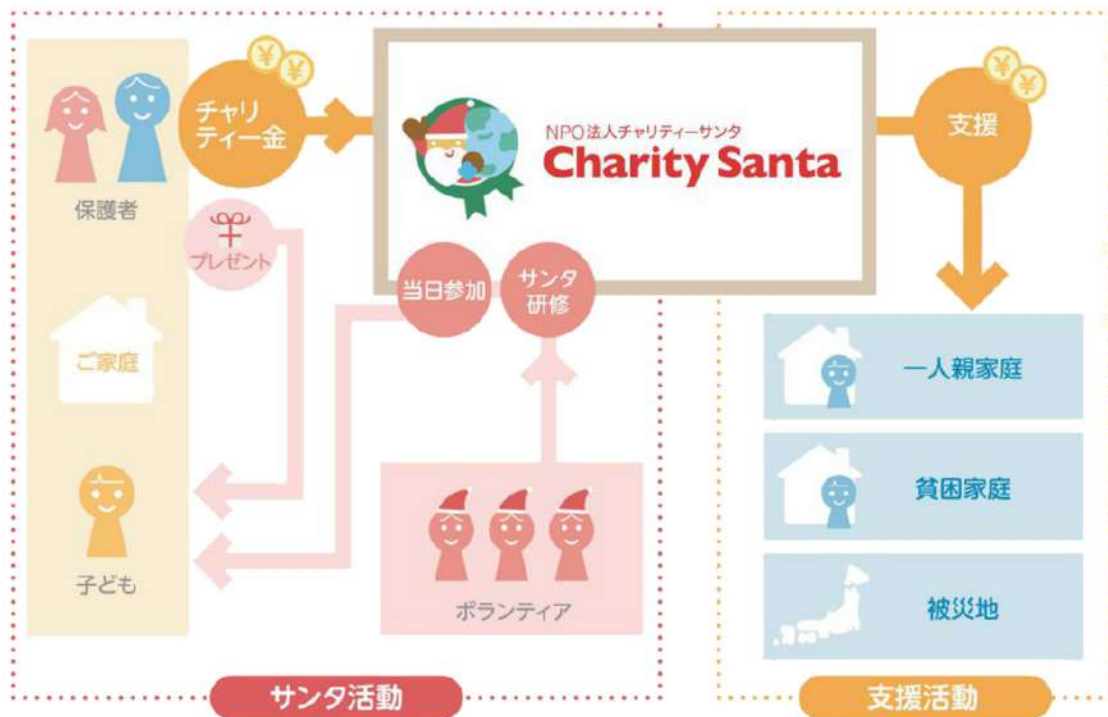 チャリ
ティー金
¥¥
保護者
プレゼント
ご家庭
子ども
NPO法人チャリティーサンタ
Charity Santa
当日参加
サンタ
研修
ボランティア
サンタ活動
¥¥
支援
一人親家庭
貧困家庭
被災地
支援活動